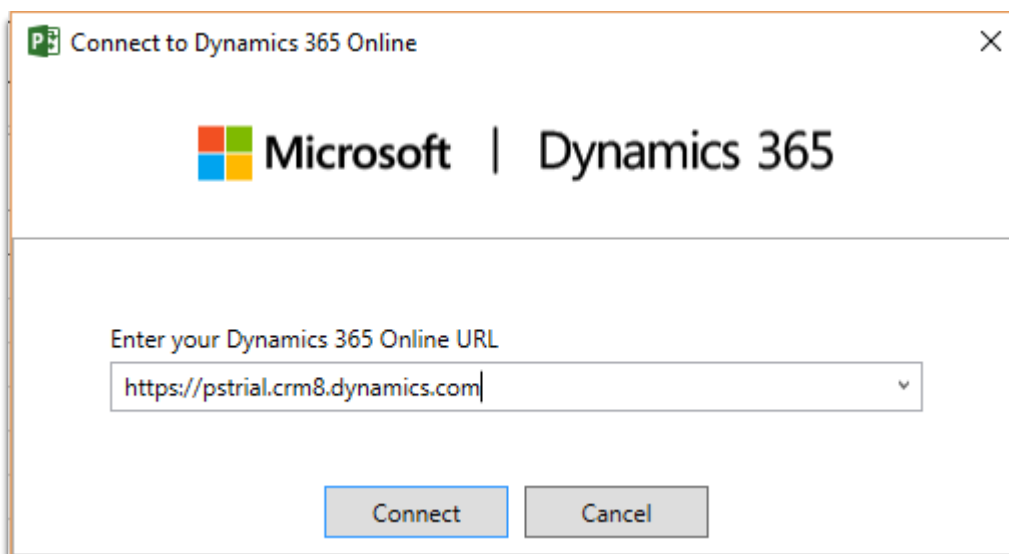 Connect to Dynamics 365 Online
Microsoft | Dynamics 365
Enter your Dynamics 365 Online URL
https://pstrial.crm8.dynamics.com
Connect Cancel